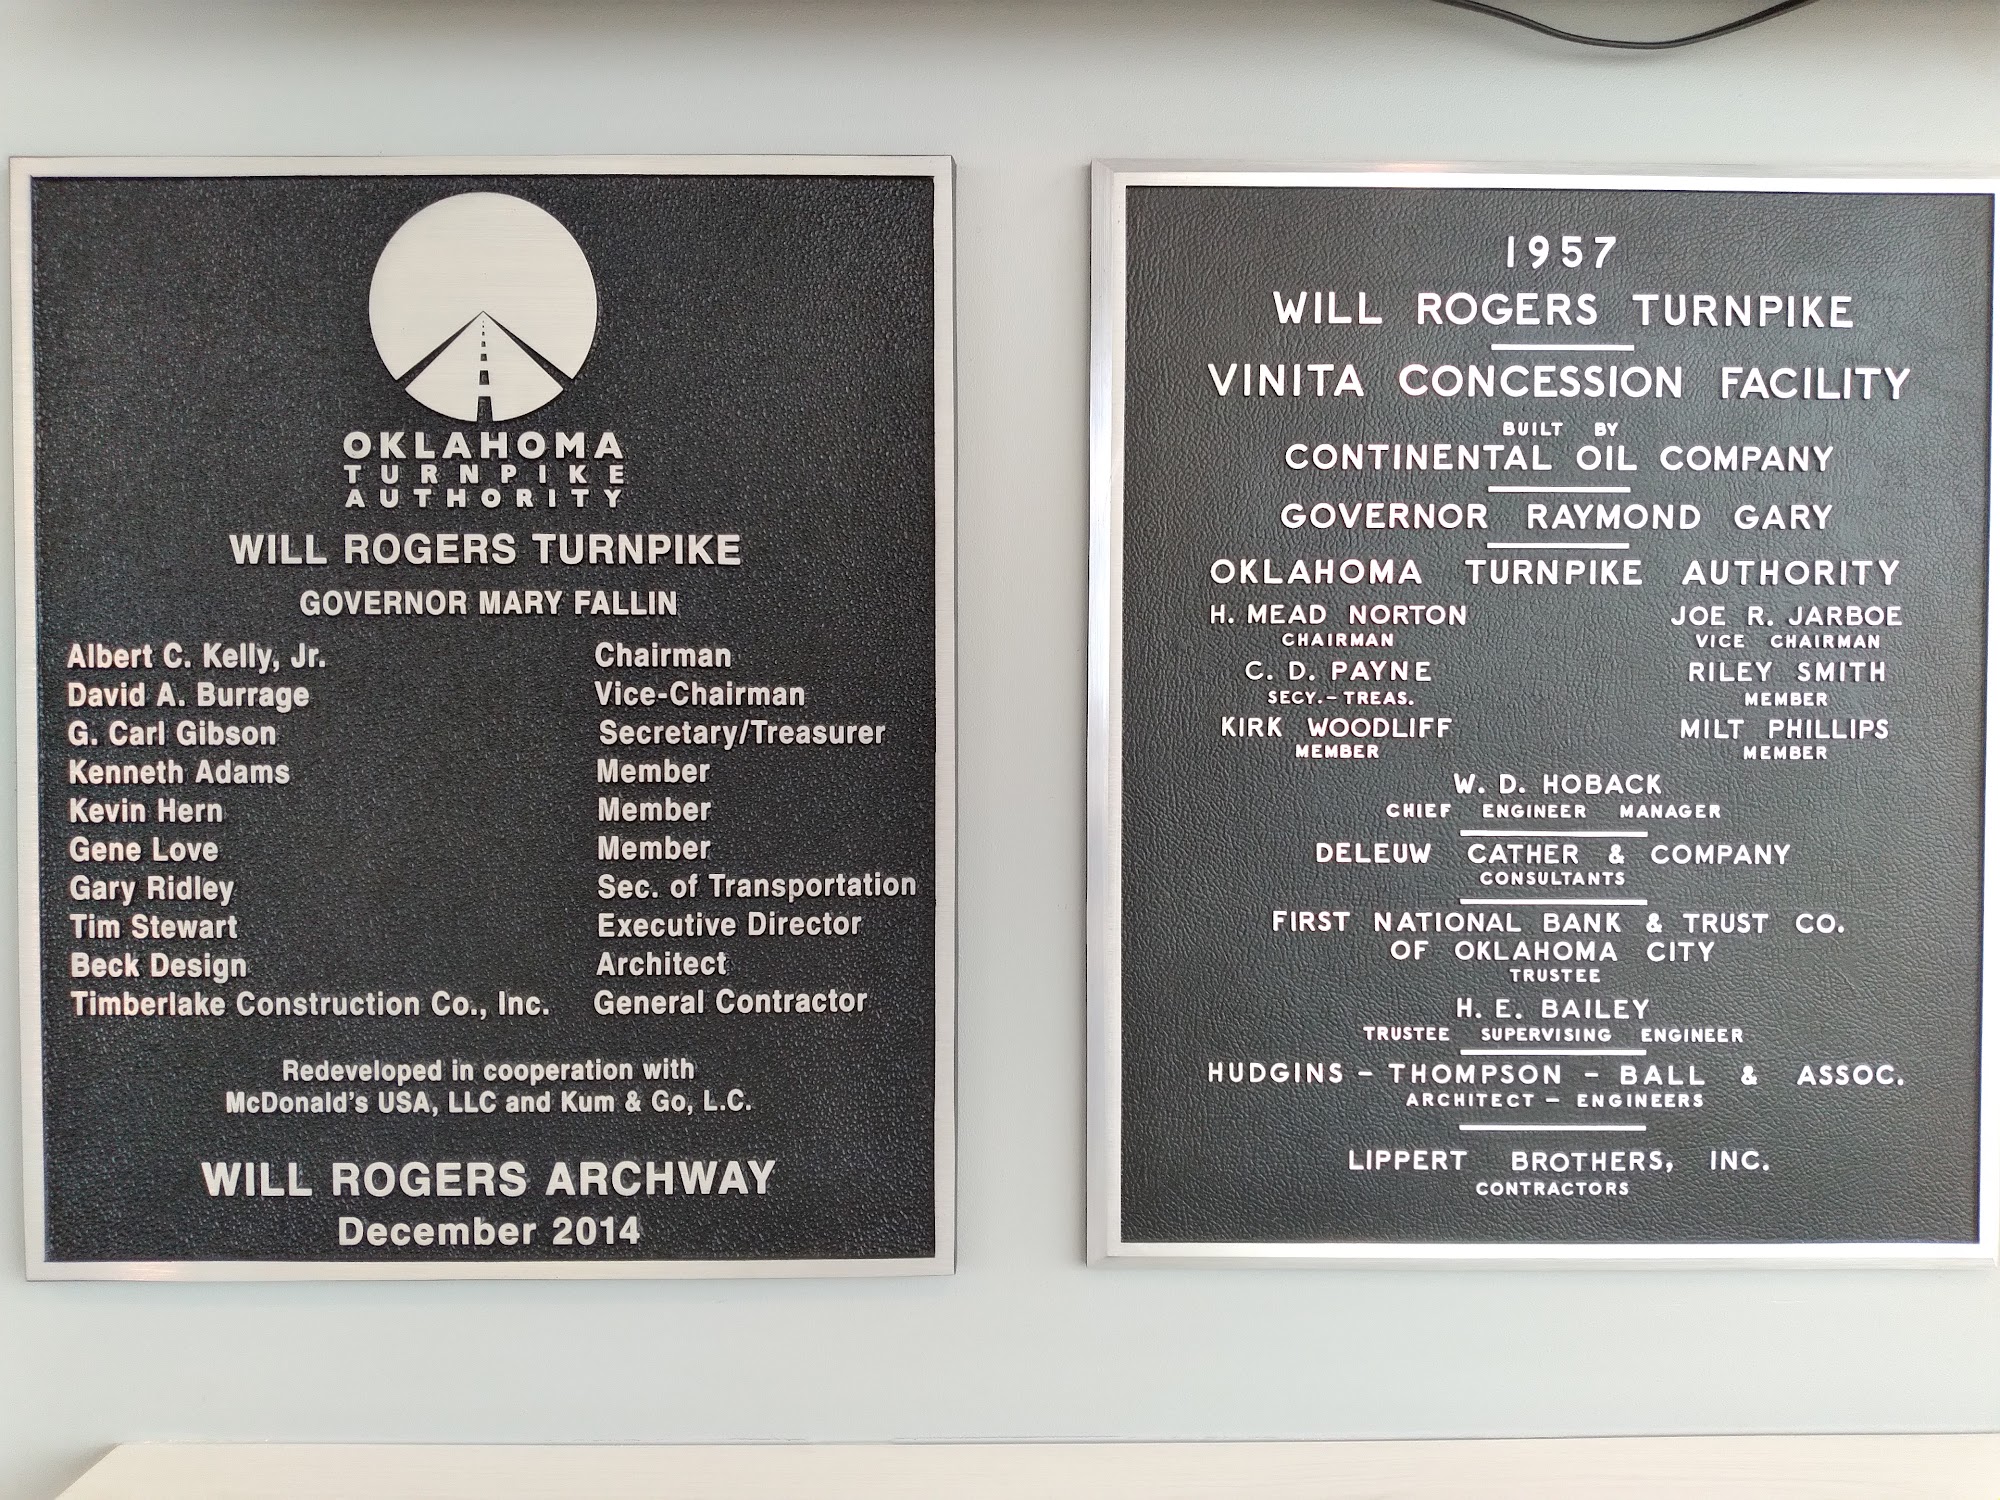 OKLAHOMA
TURNPIKE
AUTHORITY
WILL ROGERS TURNPIKE
GOVERNOR MARY FALLIN
Albert C. Kelly, Jr. Chairman
David A. Burrage Vice-Chairman
G. Carl Gibson Secretary/Treasurer
Kenneth Adams Member
Kevin Hern Member
Gene Love Member
Gary Ridley Sec. of Transportation
Tim Stewart Executive Director
Beck Design Architect
Timberlake Construction Co., Inc. General Contractor
Redeveloped in cooperation with
McDonald's USA, LLC and Kum & Go, L.C.
WILL ROGERS ARCHWAY
December 2014
1957
WILL ROGERS TURNPIKE
VINITA CONCESSION FACILITY
BUILT BY
CONTINENTAL OIL COMPANY
GOVERNOR RAYMOND GARY
OKLAHOMA TURNPIKE AUTHORITY
H. MEAD NORTON JOE R. JARBOE
CHAIRMAN VICE CHAIRMAN
C. D. PAYNE RILEY SMITH
SECY.-TREAS. MEMBER
KIRK WOODLIFF MILT PHILLIPS
MEMBER MEMBER
W. D. HOBACK
CHIEF ENGINEER MANAGER
DELEUW CATHER & COMPANY
CONSULTANTS
FIRST NATIONAL BANK & TRUST CO.
OF OKLAHOMA CITY
TRUSTEE
H. E. BAILEY
TRUSTEE SUPERVISING ENGINEER
HUDGINS - THOMPSON - BALL & ASSOC.
ARCHITECT - ENGINEERS
LIPPERT BROTHERS, INC.
CONTRACTORS